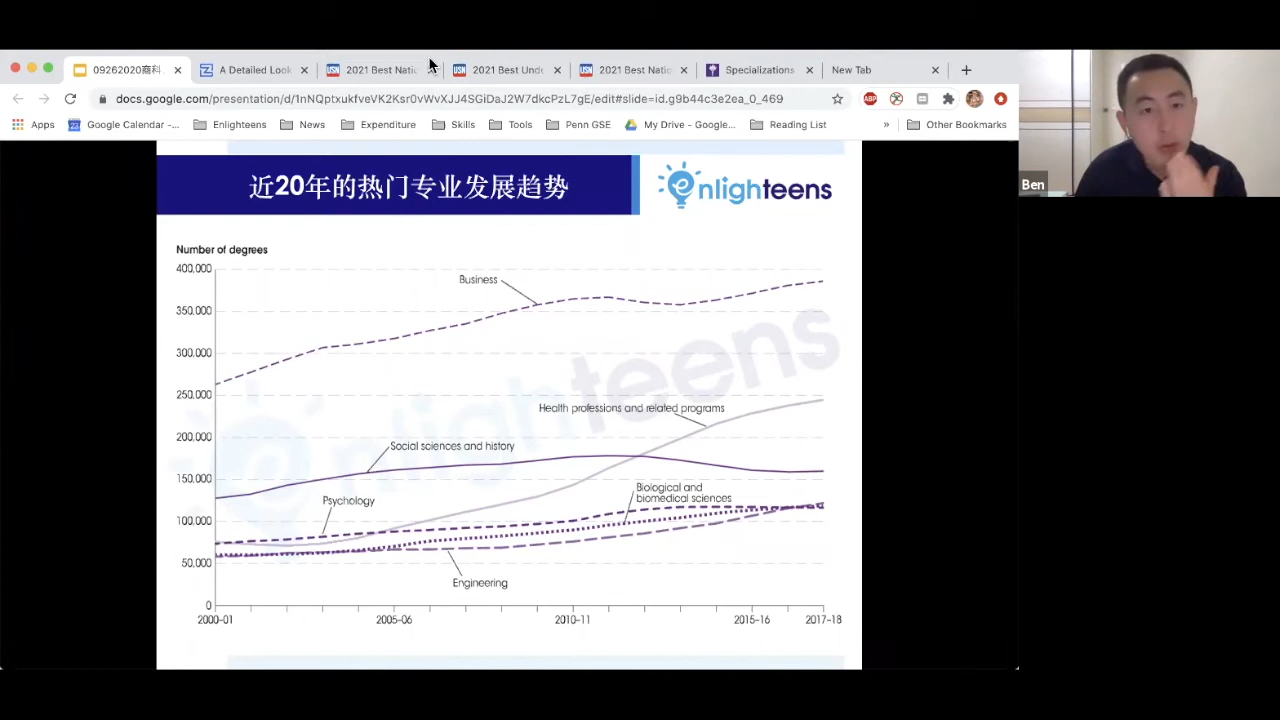 09262020商科
A Detailed Look
2021 Best Natio
2021 Best Unde
2021 Best Natio
Specializations
New Tab
docs.google.com/presentation/d/1nNQptxukfveVK2Ksr0vWvXJJ4SGiDaJ2W7dkcPzL7gE/edit#slide=id.g9b44c3e2ea_0_469
ABP
Apps
Google Calendar -...
Enlighteens
News
Expenditure
Skills
Tools
Penn GSE
My Drive - Google...
Reading List
»
Other Bookmarks
Ben
近20年的热门专业发展趋势
enlighteens
Number of degrees
400,000
Business
350,000
300,000
250,000
Health professions and related programs
200,000
Social sciences and history
150,000
Psychology
Biological and
biomedical sciences
100,000
50,000
Engineering
0
2000–01
2005–06
2010–11
2015–16
2017–18
enlighteens